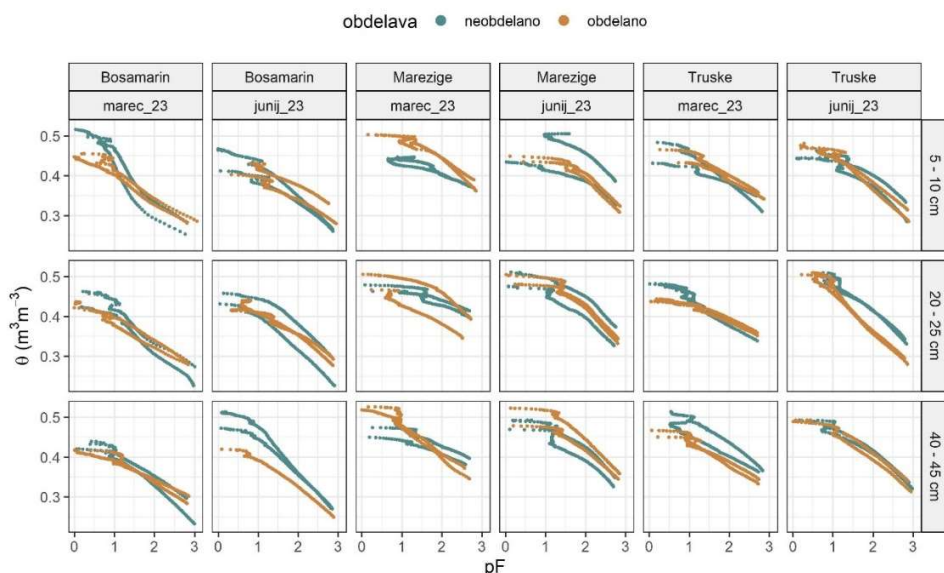 obdelava neobdelano obdelano
Bosamarin Bosamarin Marezige Marezige Truske Truske
marec_23 junij_23 marec_23 junij_23 marec_23 junij_23
0.5
0.4
0.3
5 - 10 cm
0.5
0.4
0.3
20 - 25 cm
0.5
0.4
0.3
40 - 45 cm
θ (m³m⁻³)
0 1 2 3 0 1 2 3 0 1 2 3 0 1 2 3 0 1 2 3 0 1 2 3
pF